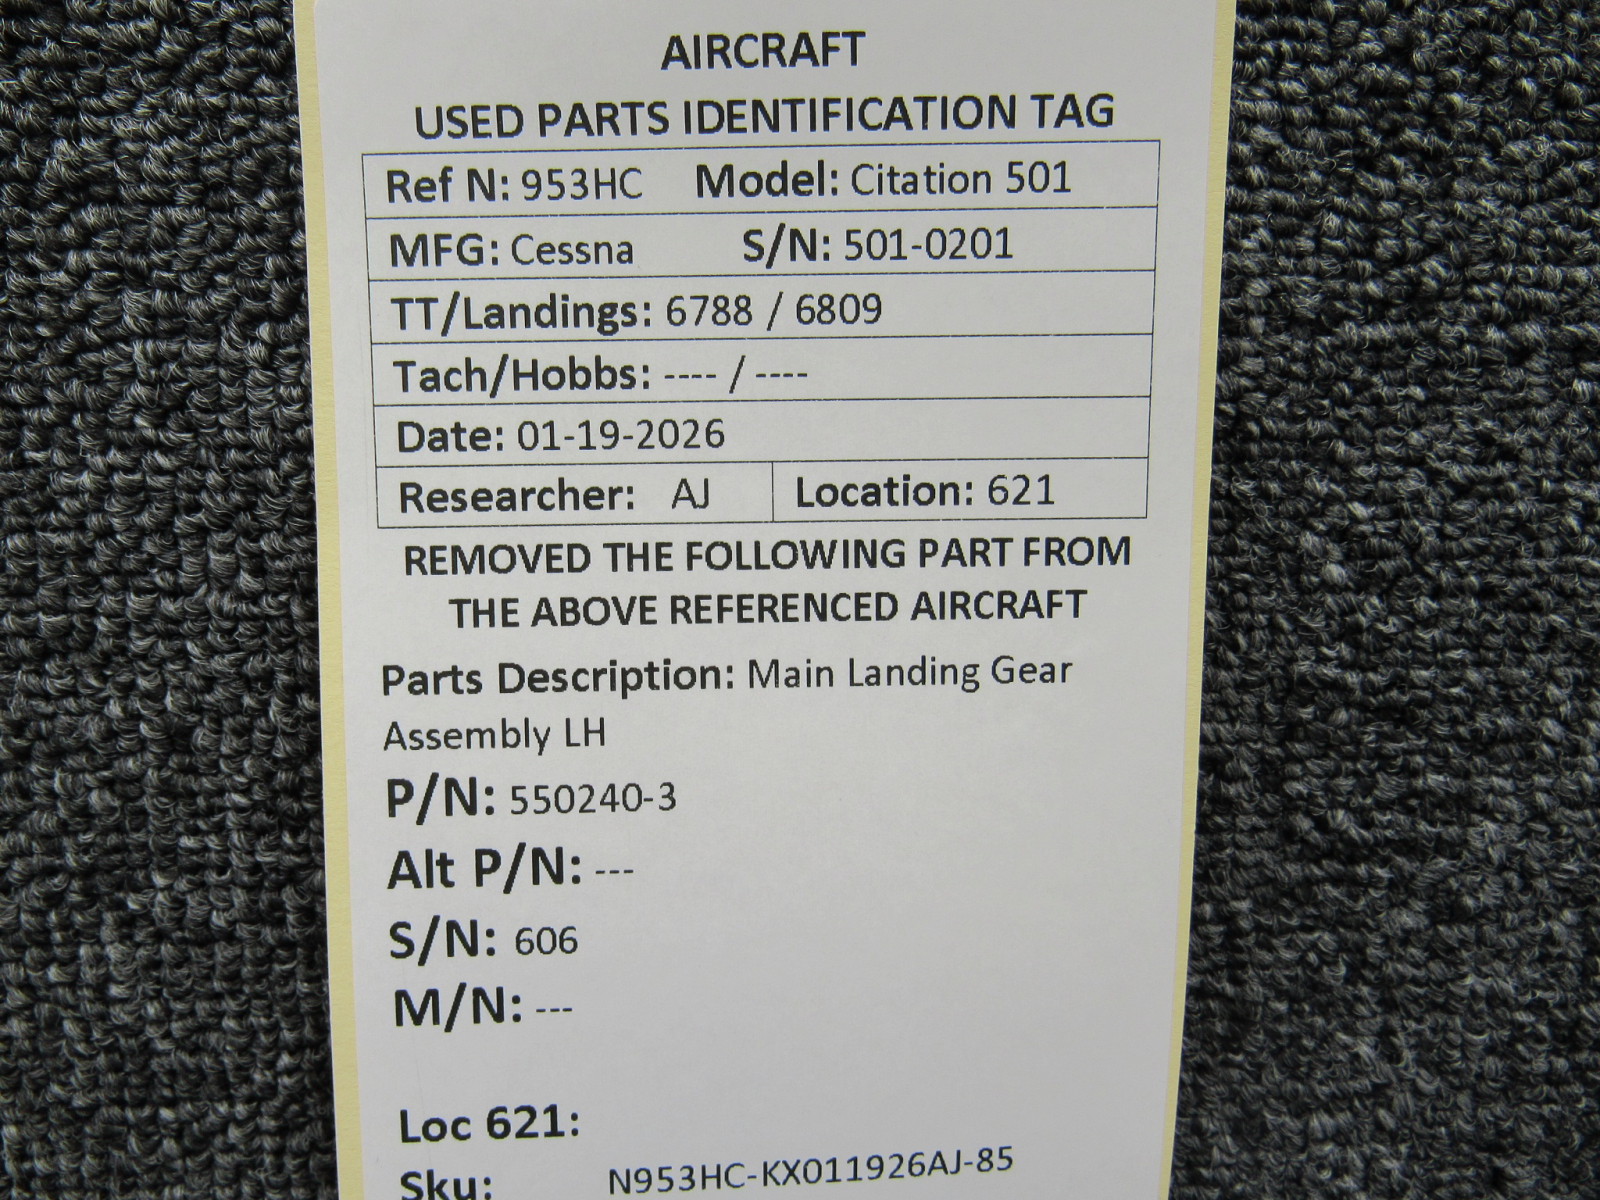 AIRCRAFT
USED PARTS IDENTIFICATION TAG
Ref N: 953HC Model: Citation 501
MFG: Cessna S/N: 501-0201
TT/Landings: 6788 / 6809
Tach/Hobbs: ---- / ----
Date: 01-19-2026
Researcher: AJ Location: 621
REMOVED THE FOLLOWING PART FROM
THE ABOVE REFERENCED AIRCRAFT
Parts Description: Main Landing Gear
Assembly LH
P/N: 550240-3
Alt P/N: ---
S/N: 606
M/N: ---
Loc 621:
Sku: N953HC-KX011926AJ-85